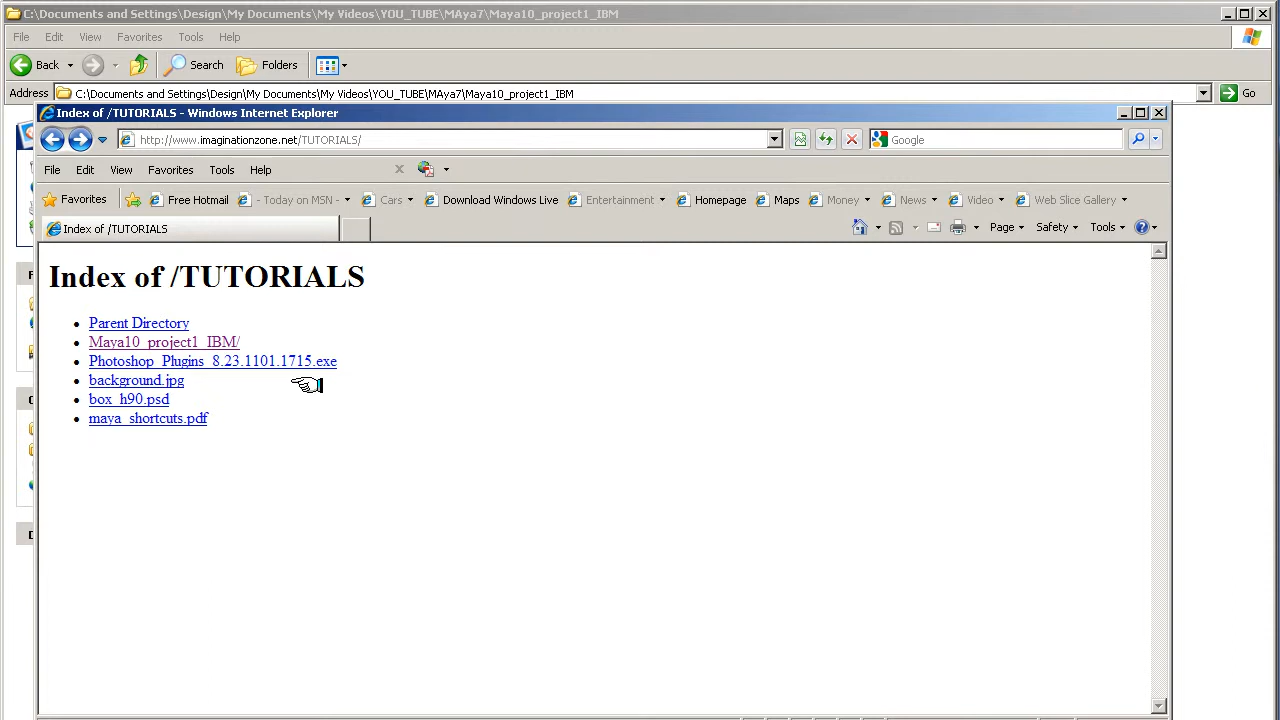 C:\Documents and Settings\Design\My Documents\My Videos\YOU_TUBE\MAya7\Maya10_project1_IBM
File Edit View Favorites Tools Help
Back Search Folders
Address C:\Documents and Settings\Design\My Documents\My Videos\YOU_TUBE\MAya7\Maya10_project1_IBM Go
Index of /TUTORIALS - Windows Internet Explorer
http://www.imaginationzone.net/TUTORIALS/ Google
File Edit View Favorites Tools Help
Favorites Free Hotmail - Today on MSN - Cars Download Windows Live Entertainment Homepage Maps Money News Video Web Slice Gallery
Index of /TUTORIALS Page Safety Tools
Index of /TUTORIALS
Parent Directory
Maya10_project1_IBM/
Photoshop_Plugins_8.23.1101.1715.exe
background.jpg
box_h90.psd
maya_shortcuts.pdf